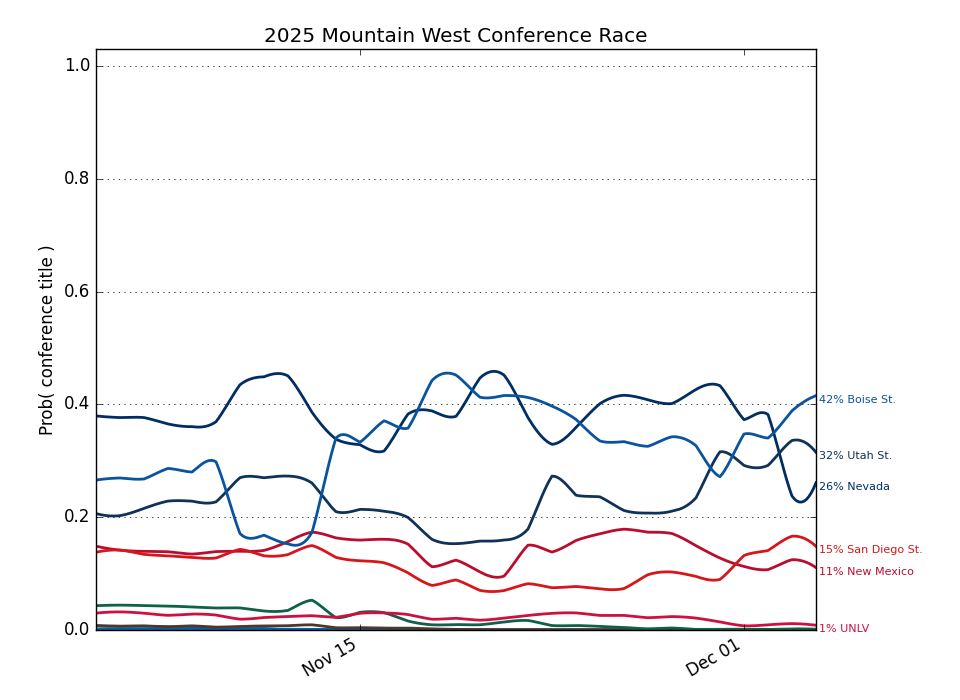 2025 Mountain West Conference Race
Prob( conference title )
1.0
0.8
0.6
0.4
0.2
0.0
Nov 15
Dec 01
42% Boise St.
32% Utah St.
26% Nevada
15% San Diego St.
11% New Mexico
1% UNLV